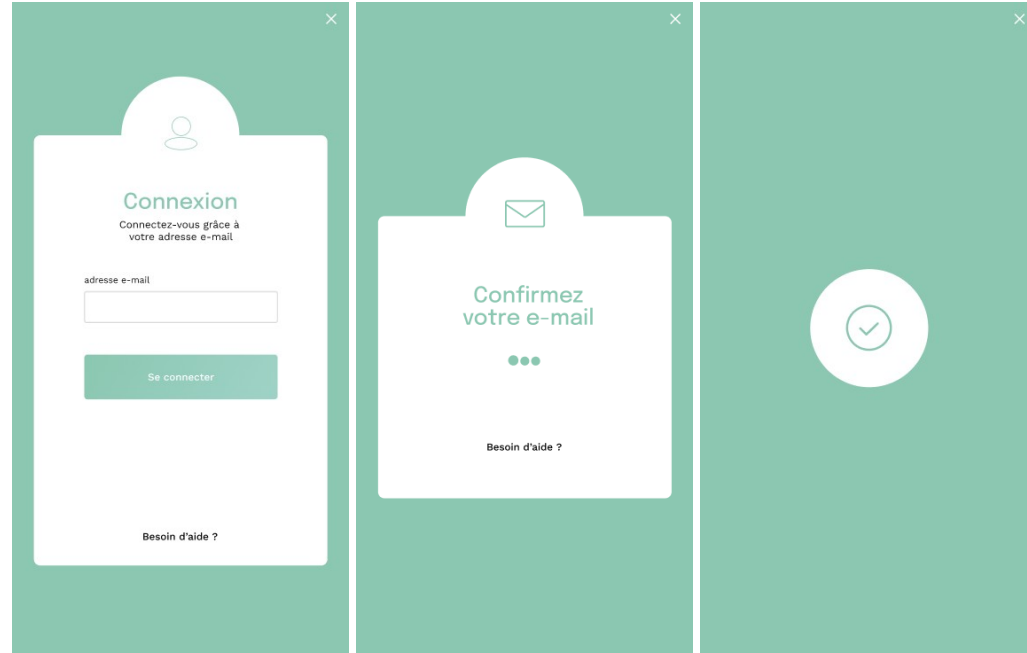 Connexion
Connectez-vous grâce à
votre adresse e-mail
adresse e-mail
Se connecter
Besoin d'aide ?
Confirmez
votre e-mail
Besoin d'aide ?